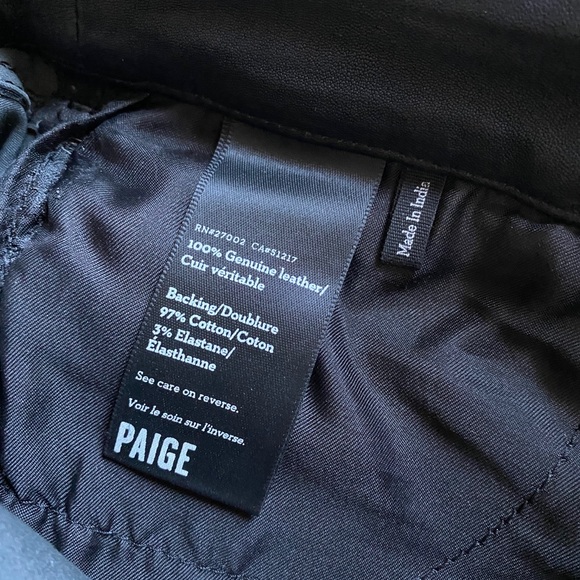 RN#27002 CA#51217
100% Genuine leather/
Cuir véritable
Backing/Doublure
97% Cotton/Coton
3% Elastane/
Élasthanne
See care on reverse.
Voir le soin sur l'inverse.
PAIGE
Made In India